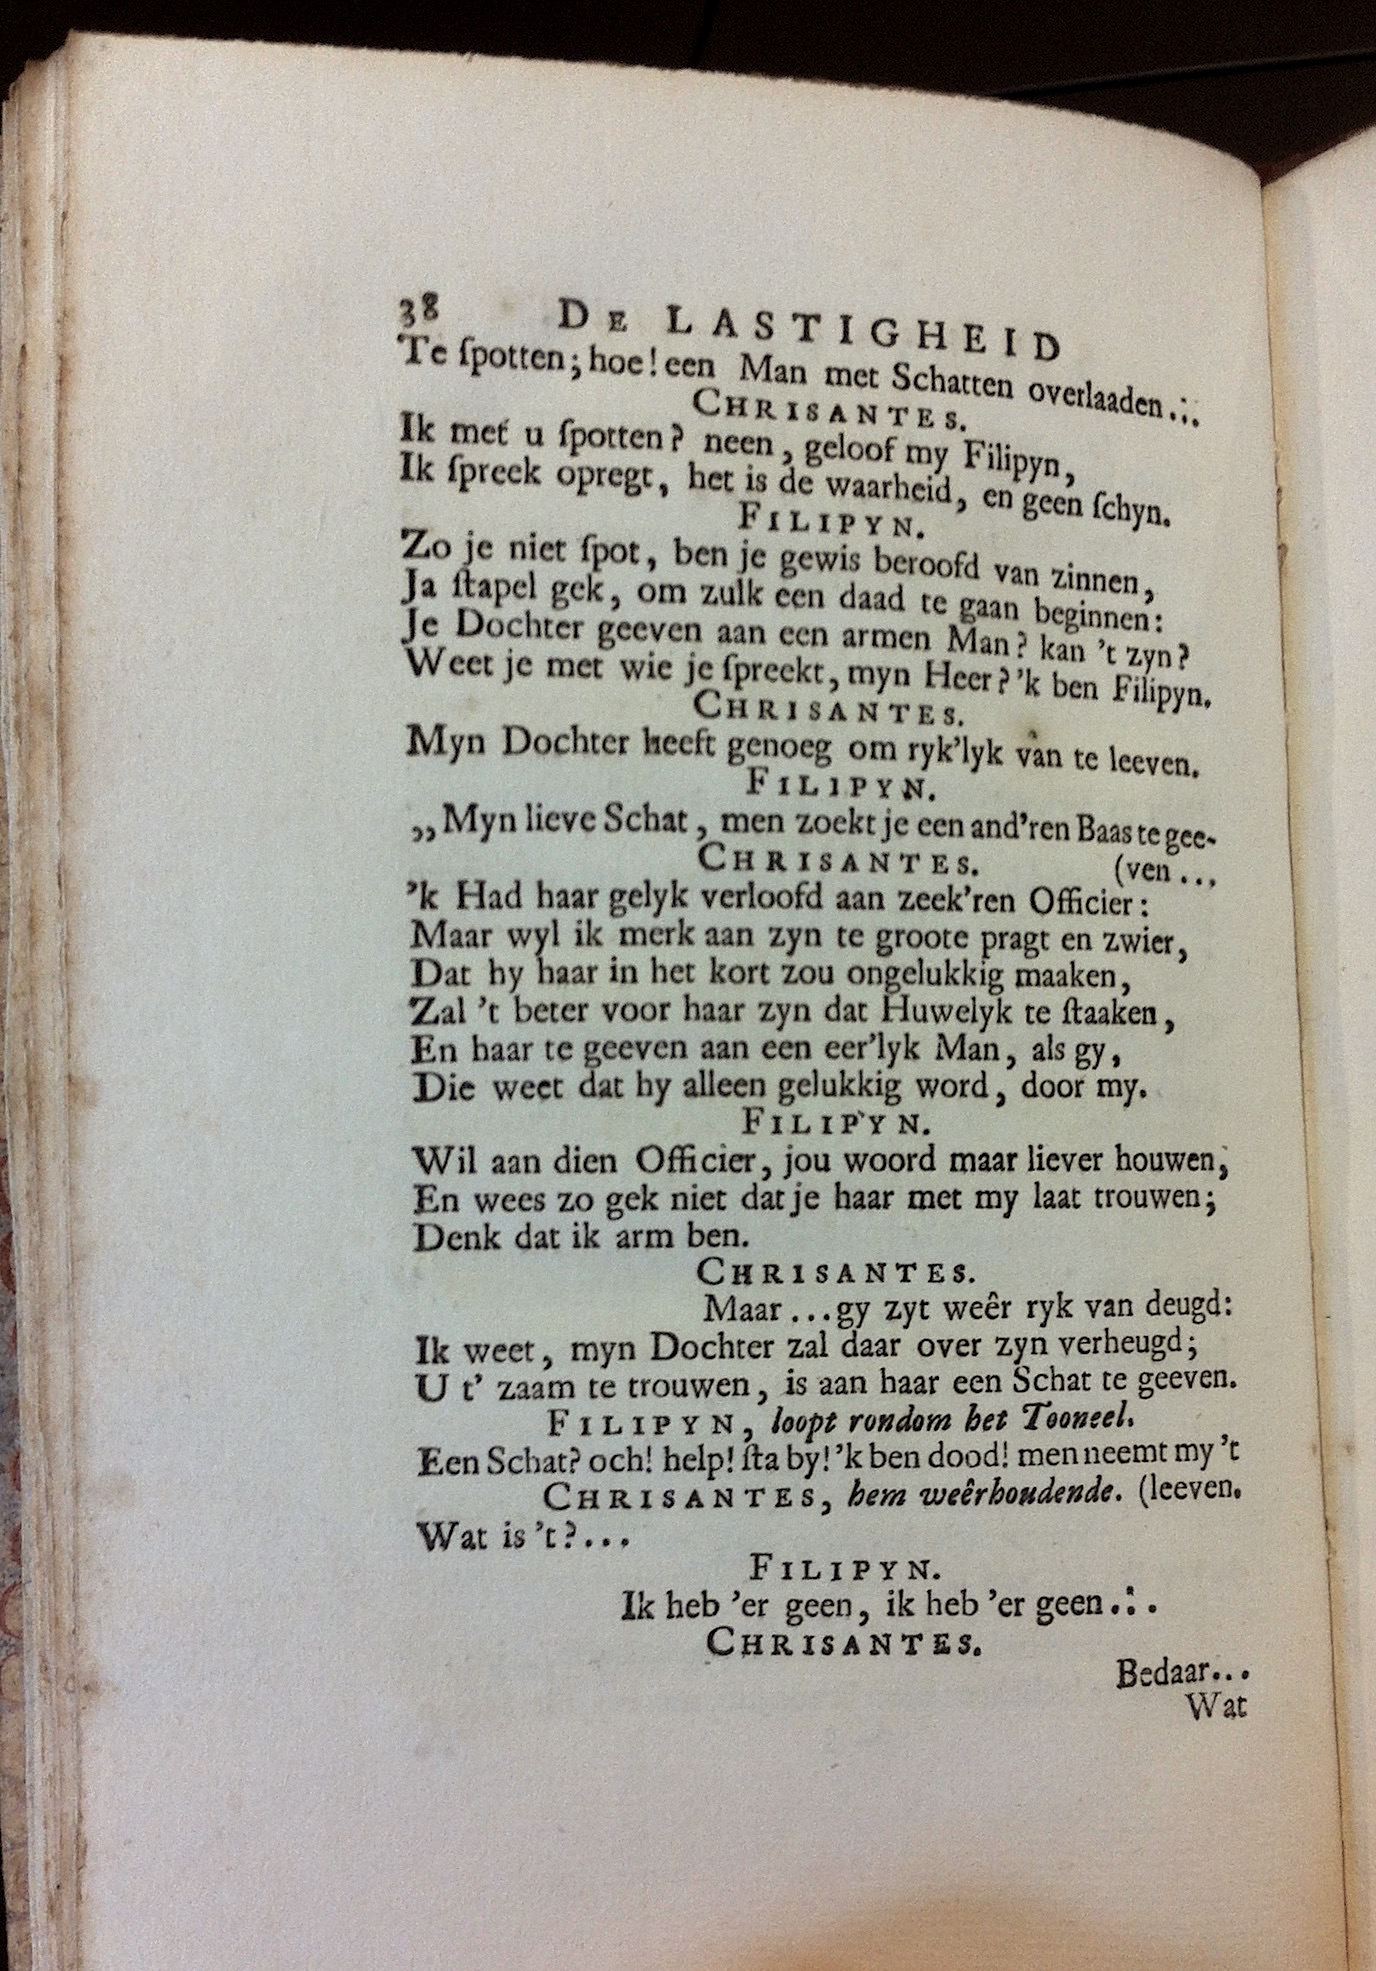 38 DE LASTIGHEID
Te ſpotten; hoe! een Man met Schatten overlaaden...
CHRISANTES.
Ik met u ſpotten? neen, geloof my Filipyn,
Ik ſpreek opregt, het is de waarheid, en geen ſchyn.
FILIPYN.
Zo je niet ſpot, ben je gewis beroofd van zinnen,
Ja ſtapel gek, om zulk een daad te gaan beginnen:
Je Dochter geeven aan een armen Man? kan 't zyn?
Weet je met wie je ſpreekt, myn Heer? 'k ben Filipyn.
CHRISANTES.
Myn Dochter heeft genoeg om ryk'lyk van te leeven.
FILIPYN.
„Myn lieve Schat, men zoekt je een and'ren Baas te gee-
CHRISANTES. (ven...
'k Had haar gelyk verloofd aan zeek'ren Officier:
Maar wyl ik merk aan zyn te groote pragt en zwier,
Dat hy haar in het kort zou ongelukkig maaken,
Zal 't beter voor haar zyn dat Huwelyk te ſtaaken,
En haar te geeven aan een eer'lyk Man, als gy,
Die weet dat hy alleen gelukkig word, door my.
FILIPYN.
Wil aan dien Officier, jou woord maar liever houwen,
En wees zo gek niet dat je haar met my laat trouwen;
Denk dat ik arm ben.
CHRISANTES.
Maar...gy zyt weêr ryk van deugd:
Ik weet, myn Dochter zal daar over zyn verheugd;
U t' zaam te trouwen, is aan haar een Schat te geeven.
FILIPYN, loopt rondom het Tooneel.
Een Schat? och! help! ſta by! 'k ben dood! men neemt my 't
CHRISANTES, hem weêrhoudende. (leeven.
Wat is 't?...
FILIPYN.
Ik heb 'er geen, ik heb 'er geen...
CHRISANTES.
Bedaar...
Wat